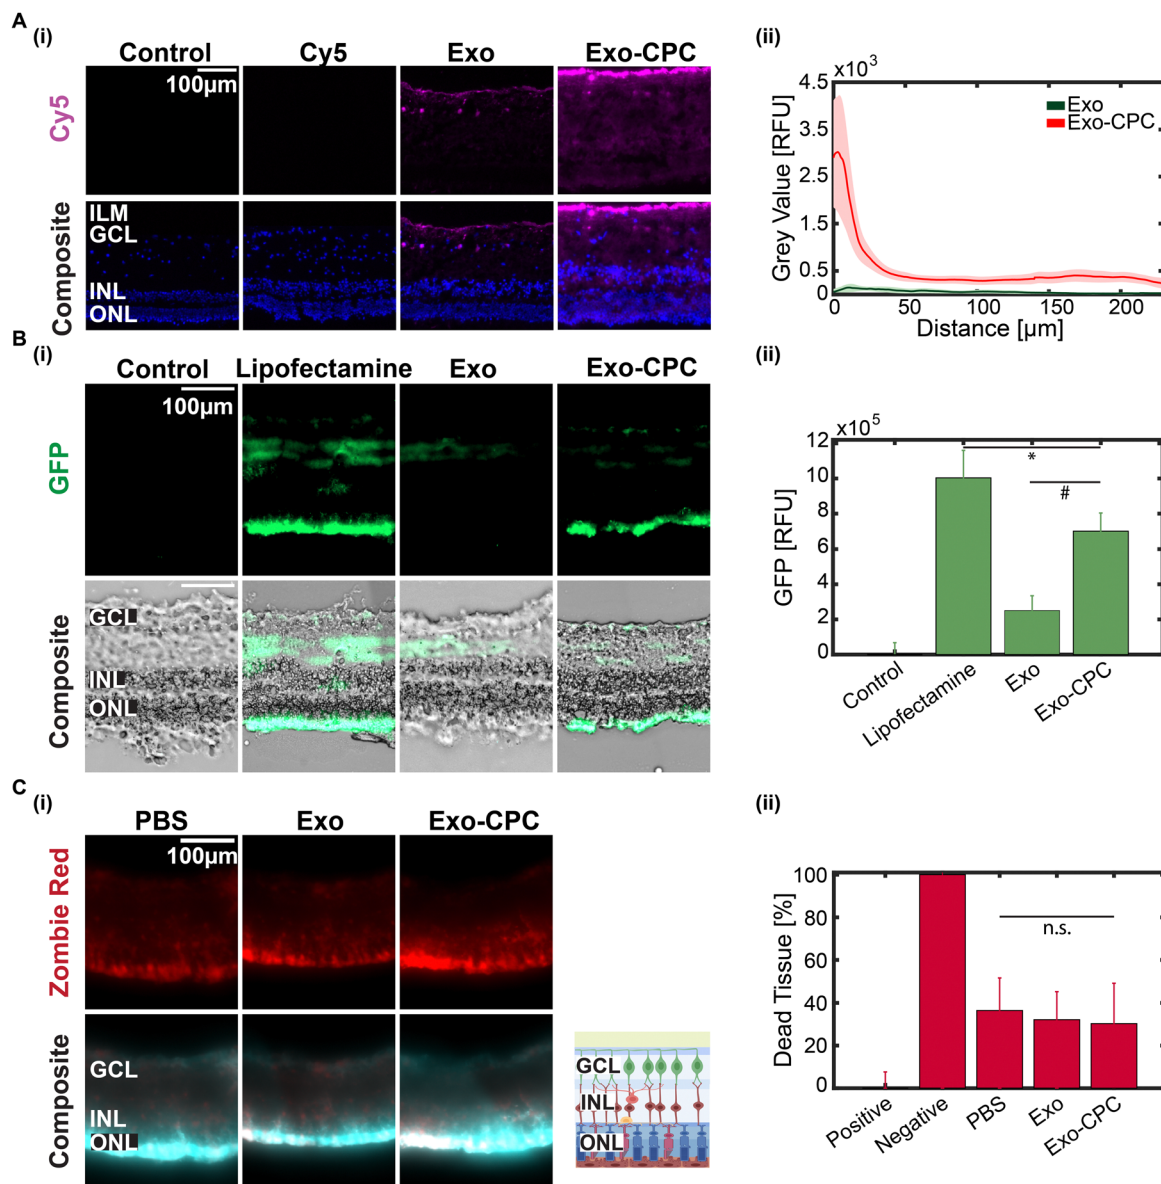 A
(i)
Control Cy5 Exo Exo-CPC
100µm
Cy5
Composite
ILM
GCL
INL
ONL
(ii)
x10³
4.5
3.5
2.5
1.5
0.5
0
Grey Value [RFU]
Exo
Exo-CPC
0 50 100 150 200
Distance [µm]
B
(i)
Control Lipofectamine Exo Exo-CPC
100µm
GFP
Composite
GCL
INL
ONL
(ii)
x10⁵
12
10
8
6
4
2
0
GFP [RFU]
*
#
Control Lipofectamine Exo Exo-CPC
C
(i)
PBS Exo Exo-CPC
100µm
Zombie Red
Composite
GCL
INL
ONL
GCL
INL
ONL
(ii)
100
80
60
40
20
0
Dead Tissue [%]
n.s.
Positive Negative PBS Exo Exo-CPC